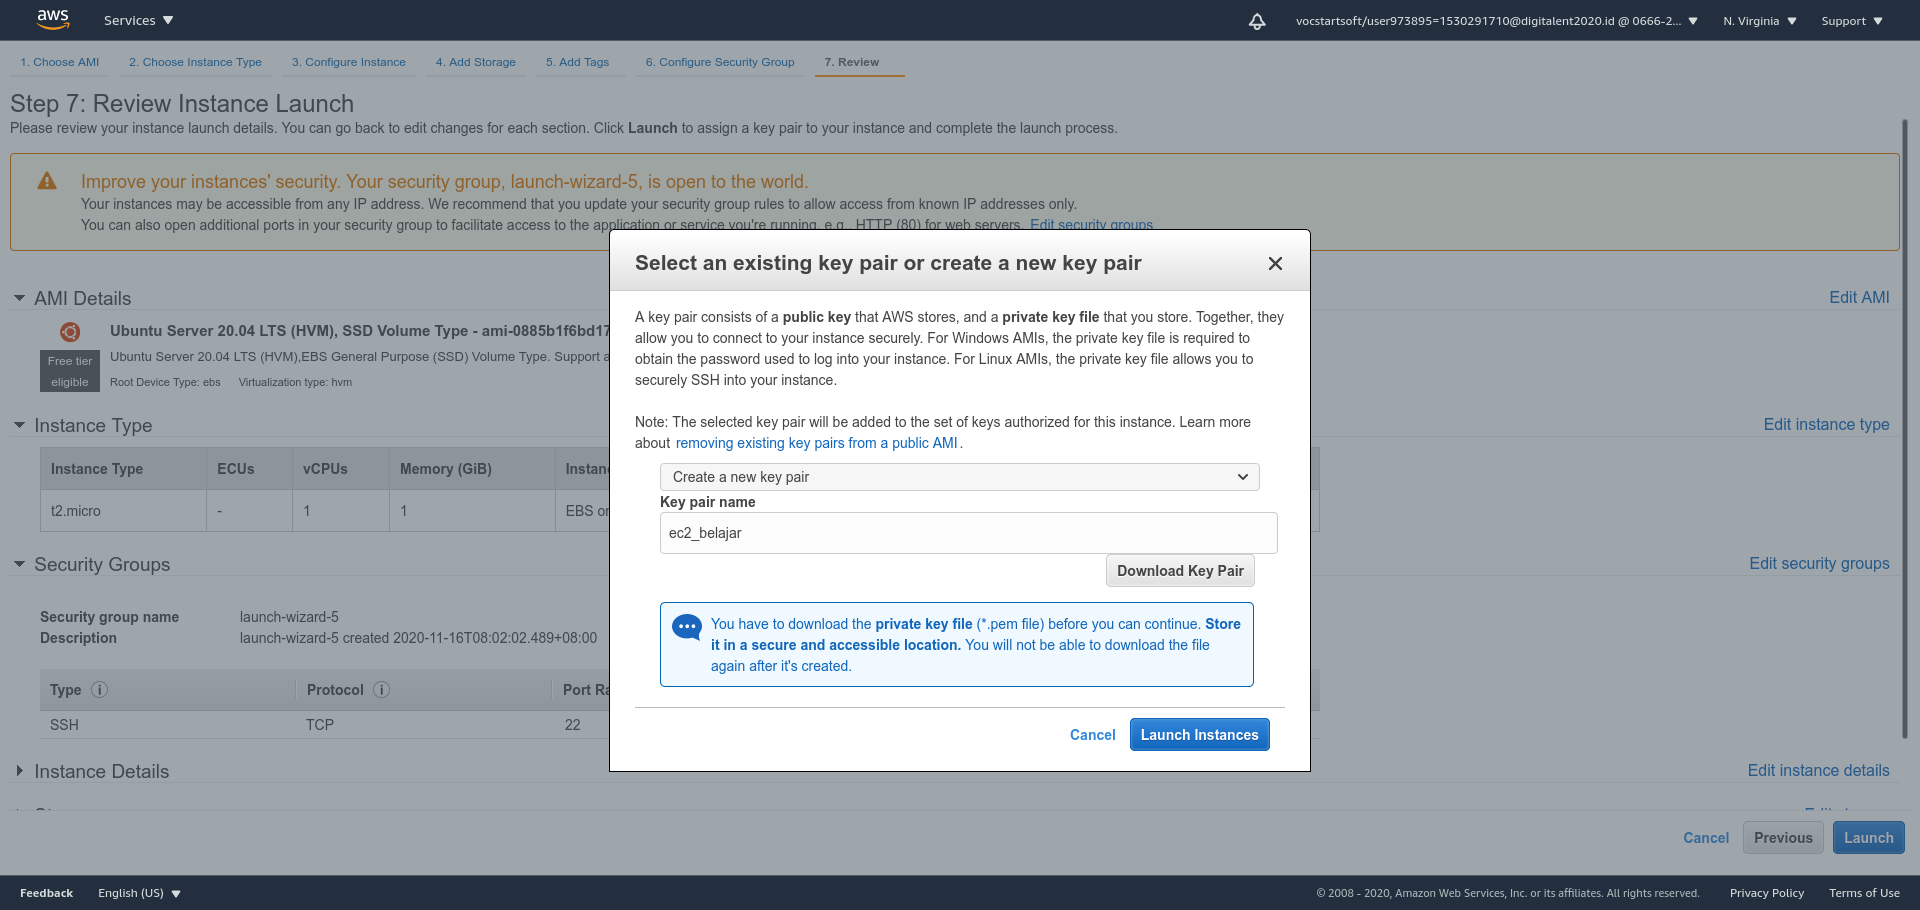 aws Services vocstartsoft/user973895=1530291710@digitalent2020.id @ 0666-2... N. Virginia Support
1. Choose AMI 2. Choose Instance Type 3. Configure Instance 4. Add Storage 5. Add Tags 6. Configure Security Group 7. Review
Step 7: Review Instance Launch
Please review your instance launch details. You can go back to edit changes for each section. Click Launch to assign a key pair to your instance and complete the launch process.
Improve your instances' security. Your security group, launch-wizard-5, is open to the world.
Your instances may be accessible from any IP address. We recommend that you update your security group rules to allow access from known IP addresses only.
You can also open additional ports in your security group to facilitate access to the application or service you're running, e.g., HTTP (80) for web servers. Edit security groups
AMI Details Edit AMI
Ubuntu Server 20.04 LTS (HVM), SSD Volume Type - ami-0885b1f6bd17
Free tier eligible
Ubuntu Server 20.04 LTS (HVM),EBS General Purpose (SSD) Volume Type. Support a
Root Device Type: ebs Virtualization type: hvm
Instance Type Edit instance type
Instance Type ECUs vCPUs Memory (GiB) Instanc
t2.micro - 1 1 EBS on
Security Groups Edit security groups
Security group name launch-wizard-5
Description launch-wizard-5 created 2020-11-16T08:02:02.489+08:00
Type Protocol Port Ra
SSH TCP 22
Instance Details Edit instance details
Select an existing key pair or create a new key pair
A key pair consists of a public key that AWS stores, and a private key file that you store. Together, they
allow you to connect to your instance securely. For Windows AMIs, the private key file is required to
obtain the password used to log into your instance. For Linux AMIs, the private key file allows you to
securely SSH into your instance.
Note: The selected key pair will be added to the set of keys authorized for this instance. Learn more
about removing existing key pairs from a public AMI.
Create a new key pair
Key pair name
ec2_belajar
Download Key Pair
You have to download the private key file (*.pem file) before you can continue. Store
it in a secure and accessible location. You will not be able to download the file
again after it's created.
Cancel Launch Instances
Cancel Previous Launch
Feedback English (US) © 2008 - 2020, Amazon Web Services, Inc. or its affiliates. All rights reserved. Privacy Policy Terms of Use